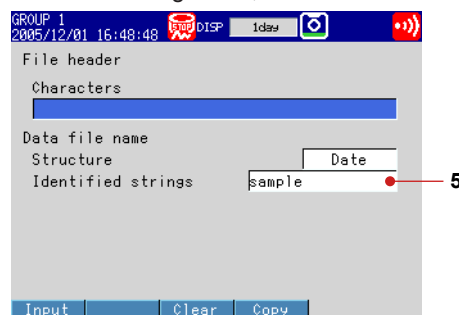 GROUP 1
2005/12/01 16:48:48 STOP DISP 1day
File header
Characters
Data file name
Structure Date
Identified strings sample 5
Input Clear Copy